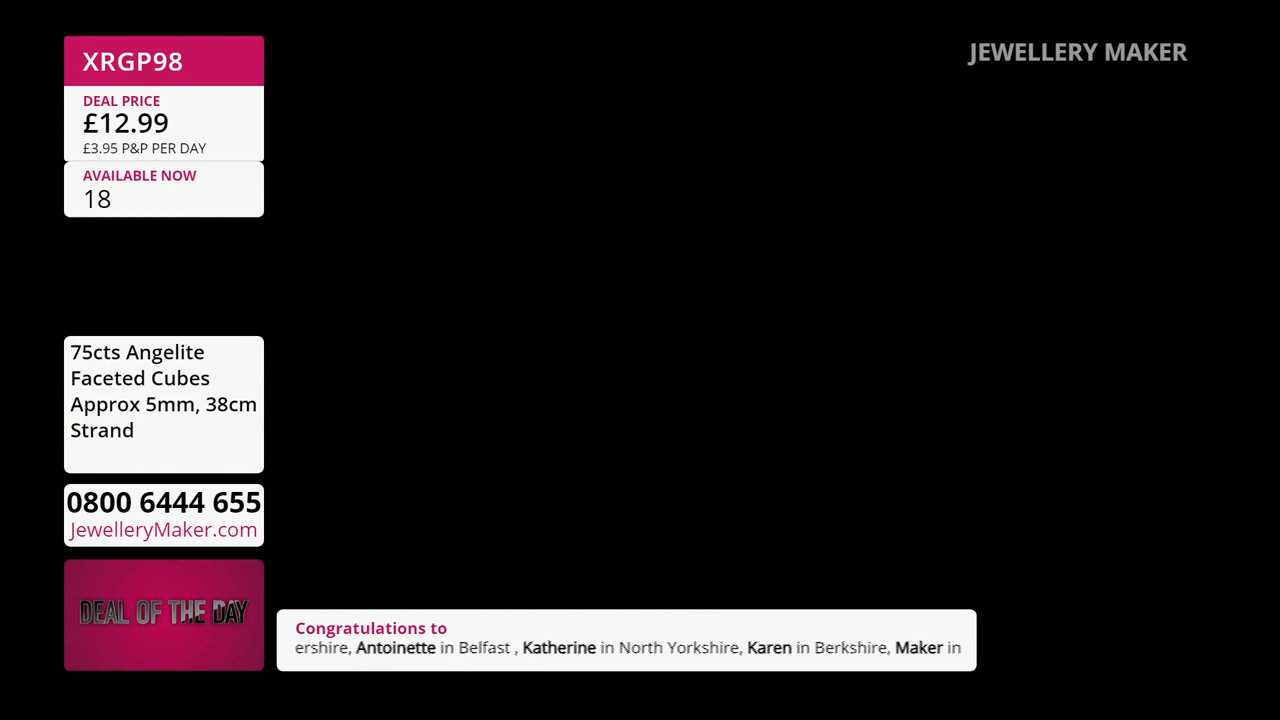 XRGP98
JEWELLERY MAKER
DEAL PRICE
£12.99
£3.95 P&P PER DAY
AVAILABLE NOW
18
75cts Angelite
Faceted Cubes
Approx 5mm, 38cm
Strand
0800 6444 655
JewelleryMaker.com
DEAL OF THE DAY
Congratulations to
ershire, Antoinette in Belfast , Katherine in North Yorkshire, Karen in Berkshire, Maker in